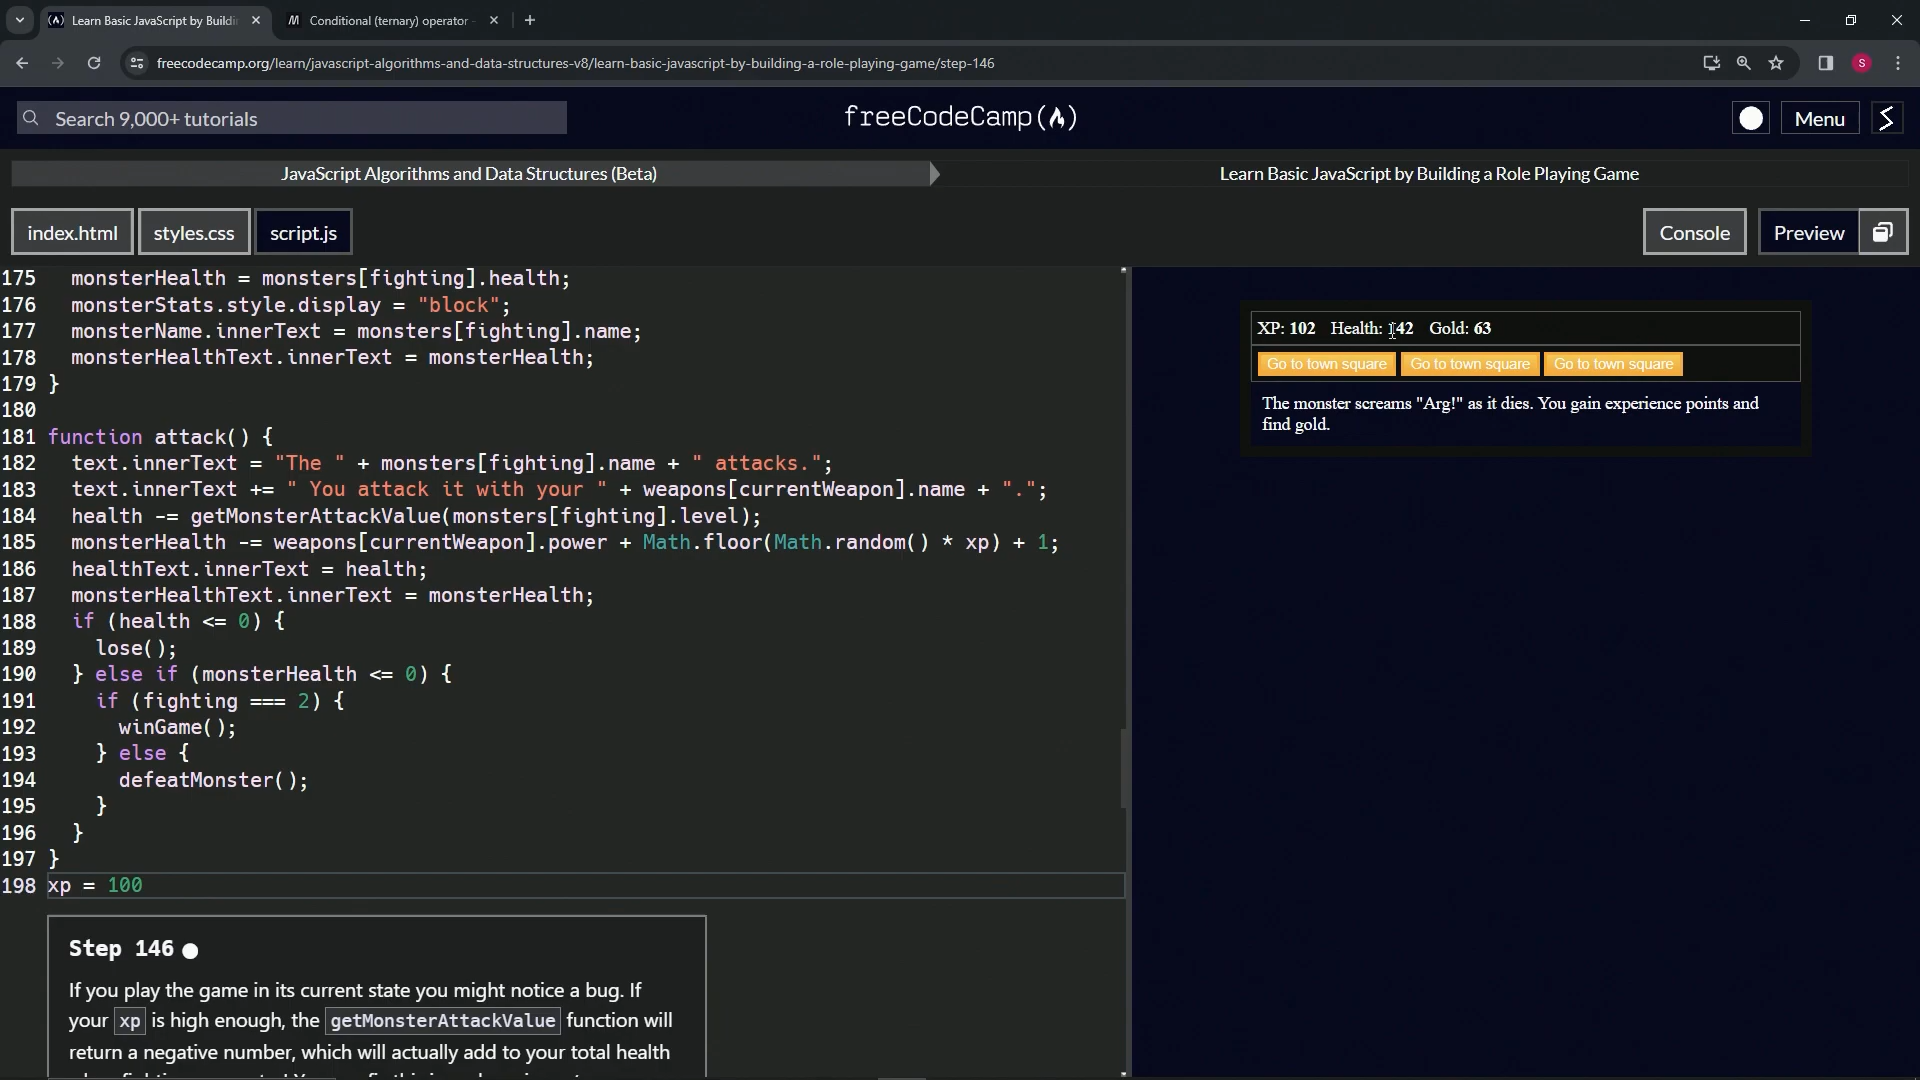 Learn Basic JavaScript by Buildi
Conditional (ternary) operator -
freecodecamp.org/learn/javascript-algorithms-and-data-structures-v8/learn-basic-javascript-by-building-a-role-playing-game/step-146
S
Search 9,000+ tutorials
freeCodeCamp
Menu
JavaScript Algorithms and Data Structures (Beta)
Learn Basic JavaScript by Building a Role Playing Game
index.html
styles.css
script.js
Console
Preview
175 monsterHealth = monsters[fighting].health;
176 monsterStats.style.display = "block";
177 monsterName.innerText = monsters[fighting].name;
178 monsterHealthText.innerText = monsterHealth;
179 }
180
181 function attack() {
182 text.innerText = "The " + monsters[fighting].name + " attacks.";
183 text.innerText += " You attack it with your " + weapons[currentWeapon].name + ".";
184 health -= getMonsterAttackValue(monsters[fighting].level);
185 monsterHealth -= weapons[currentWeapon].power + Math.floor(Math.random() * xp) + 1;
186 healthText.innerText = health;
187 monsterHealthText.innerText = monsterHealth;
188 if (health <= 0) {
189 lose();
190 } else if (monsterHealth <= 0) {
191 if (fighting === 2) {
192 winGame();
193 } else {
194 defeatMonster();
195 }
196 }
197 }
198 xp = 100
XP: 102 Health: 142 Gold: 63
Go to town square Go to town square Go to town square
The monster screams "Arg!" as it dies. You gain experience points and
find gold.
Step 146
If you play the game in its current state you might notice a bug. If
your xp is high enough, the getMonsterAttackValue function will
return a negative number, which will actually add to your total health